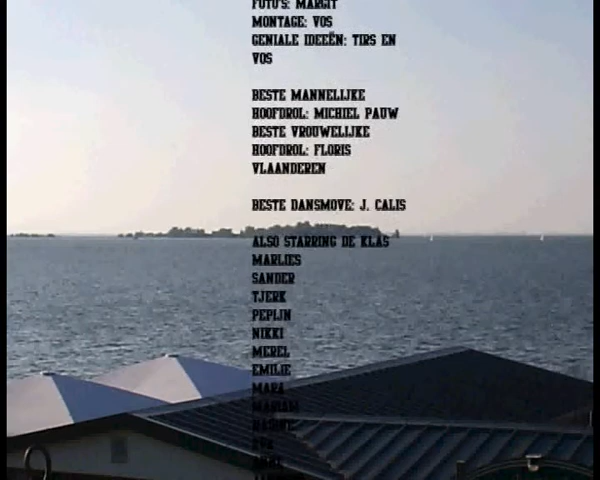 FOTO'S: MARGIT
MONTAGE: VOS
GENIALE IDEEËN: TIRS EN
VOS
BESTE MANNELIJKE
HOOFDROL: MICHIEL PAUW
BESTE VROUWELIJKE
HOOFDROL: FLORIS
VLAANDEREN
BESTE DANSMOVE: J. CALIS
ALSO STARRING DE KLAS
MARLIES
SANDER
TJERK
PEPIJN
NIKKI
MEREL
EMILIE
MARA